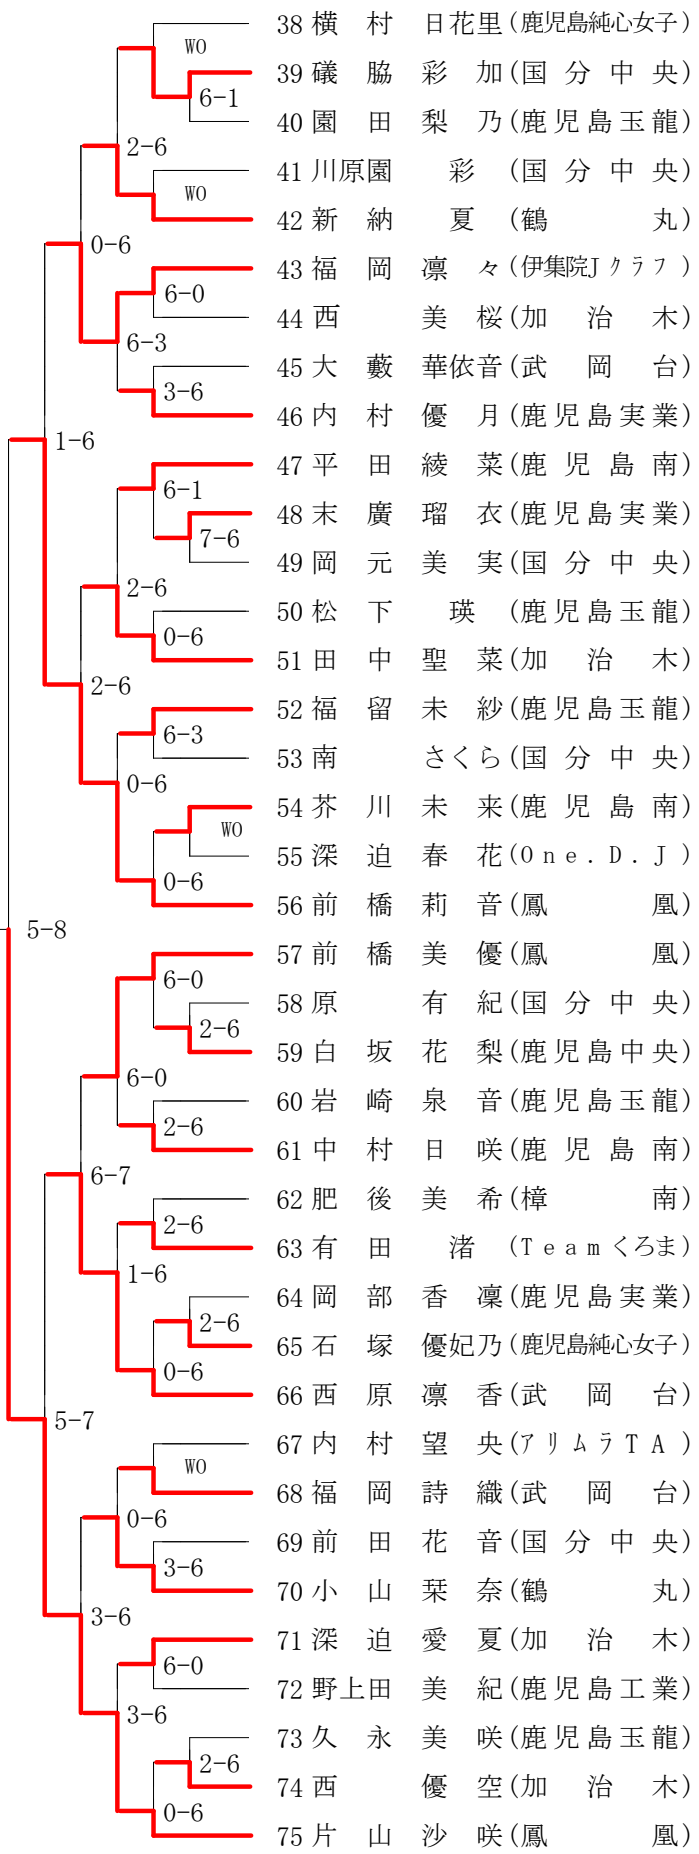 38 横 村 日花里 (鹿児島純心女子)
WO
39 礒 脇 彩 加 (国 分 中 央)
6-1
40 園 田 梨 乃 (鹿児島玉龍)
2-6
41 川原園 彩 (国 分 中 央)
WO
42 新 納 夏 (鶴 丸)
0-6
43 福 岡 凛 々 (伊集院Jクラブ)
6-0
44 西 美 桜 (加 治 木)
6-3
45 大 藪 華依音 (武 岡 台)
3-6
46 内 村 優 月 (鹿児島実業)
1-6
47 平 田 綾 菜 (鹿 児 島 南)
6-1
48 末 廣 瑠 衣 (鹿児島実業)
7-6
49 岡 元 美 実 (国 分 中 央)
2-6
50 松 下 瑛 (鹿児島玉龍)
0-6
51 田 中 聖 菜 (加 治 木)
2-6
52 福 留 未 紗 (鹿児島玉龍)
6-3
53 南 さくら (国 分 中 央)
0-6
54 芥 川 未 来 (鹿 児 島 南)
WO
55 深 迫 春 花 (One.D.J)
0-6
56 前 橋 莉 音 (鳳 凰)
5-8
57 前 橋 美 優 (鳳 凰)
6-0
58 原 有 紀 (国 分 中 央)
2-6
59 白 坂 花 梨 (鹿児島中央)
6-0
60 岩 崎 泉 音 (鹿児島玉龍)
2-6
61 中 村 日 咲 (鹿 児 島 南)
6-7
62 肥 後 美 希 (樟 南)
2-6
63 有 田 渚 (Teamくろま)
1-6
64 岡 部 香 凜 (鹿児島実業)
2-6
65 石 塚 優妃乃 (鹿児島純心女子)
0-6
66 西 原 凛 香 (武 岡 台)
5-7
67 内 村 望 央 (アリムラTA)
WO
68 福 岡 詩 織 (武 岡 台)
0-6
69 前 田 花 音 (国 分 中 央)
3-6
70 小 山 栞 奈 (鶴 丸)
3-6
71 深 迫 愛 夏 (加 治 木)
6-0
72 野上田 美 紀 (鹿児島工業)
3-6
73 久 永 美 咲 (鹿児島玉龍)
2-6
74 西 優 空 (加 治 木)
0-6
75 片 山 沙 咲 (鳳 凰)